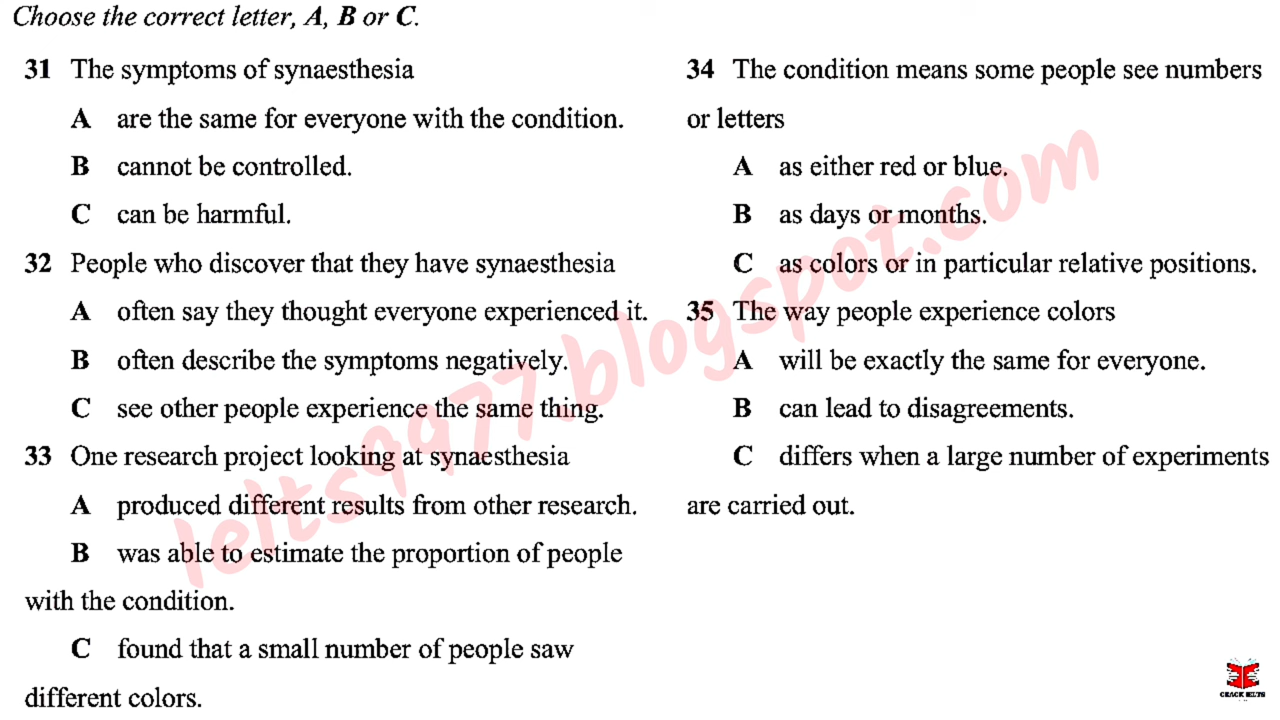 Choose the correct letter, A, B or C.
31 The symptoms of synaesthesia
A are the same for everyone with the condition.
B cannot be controlled.
C can be harmful.
32 People who discover that they have synaesthesia
A often say they thought everyone experienced it.
B often describe the symptoms negatively.
C see other people experience the same thing.
33 One research project looking at synaesthesia
A produced different results from other research.
B was able to estimate the proportion of people
with the condition.
C found that a small number of people saw
different colors.
34 The condition means some people see numbers
or letters
A as either red or blue.
B as days or months.
C as colors or in particular relative positions.
35 The way people experience colors
A will be exactly the same for everyone.
B can lead to disagreements.
C differs when a large number of experiments
are carried out.
Ielts9977.blogspot.com
CRACK IELTS